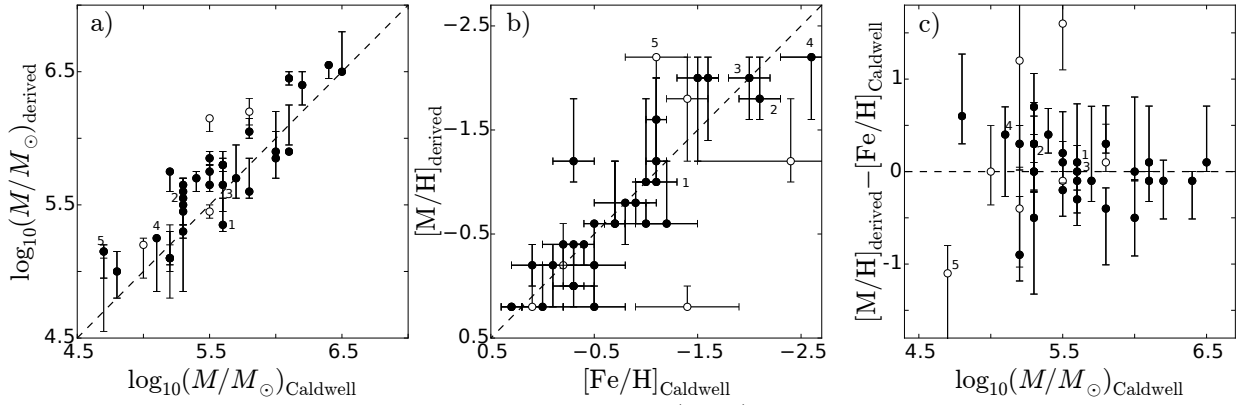 a)
log₁₀(M/M⊙)derived
6.5
5.5
4.5
5
4
2
3
1
4.5 5.5 6.5
log₁₀(M/M⊙)Caldwell
b)
[M/H]derived
−2.5
−1.5
−0.5
0.5
5
4
3
2
1
0.5 −0.5 −1.5 −2.5
[Fe/H]Caldwell
c)
[M/H]derived−[Fe/H]Caldwell
1
0
-1
4
2
1
3
5
4.5 5.5 6.5
log₁₀(M/M⊙)Caldwell